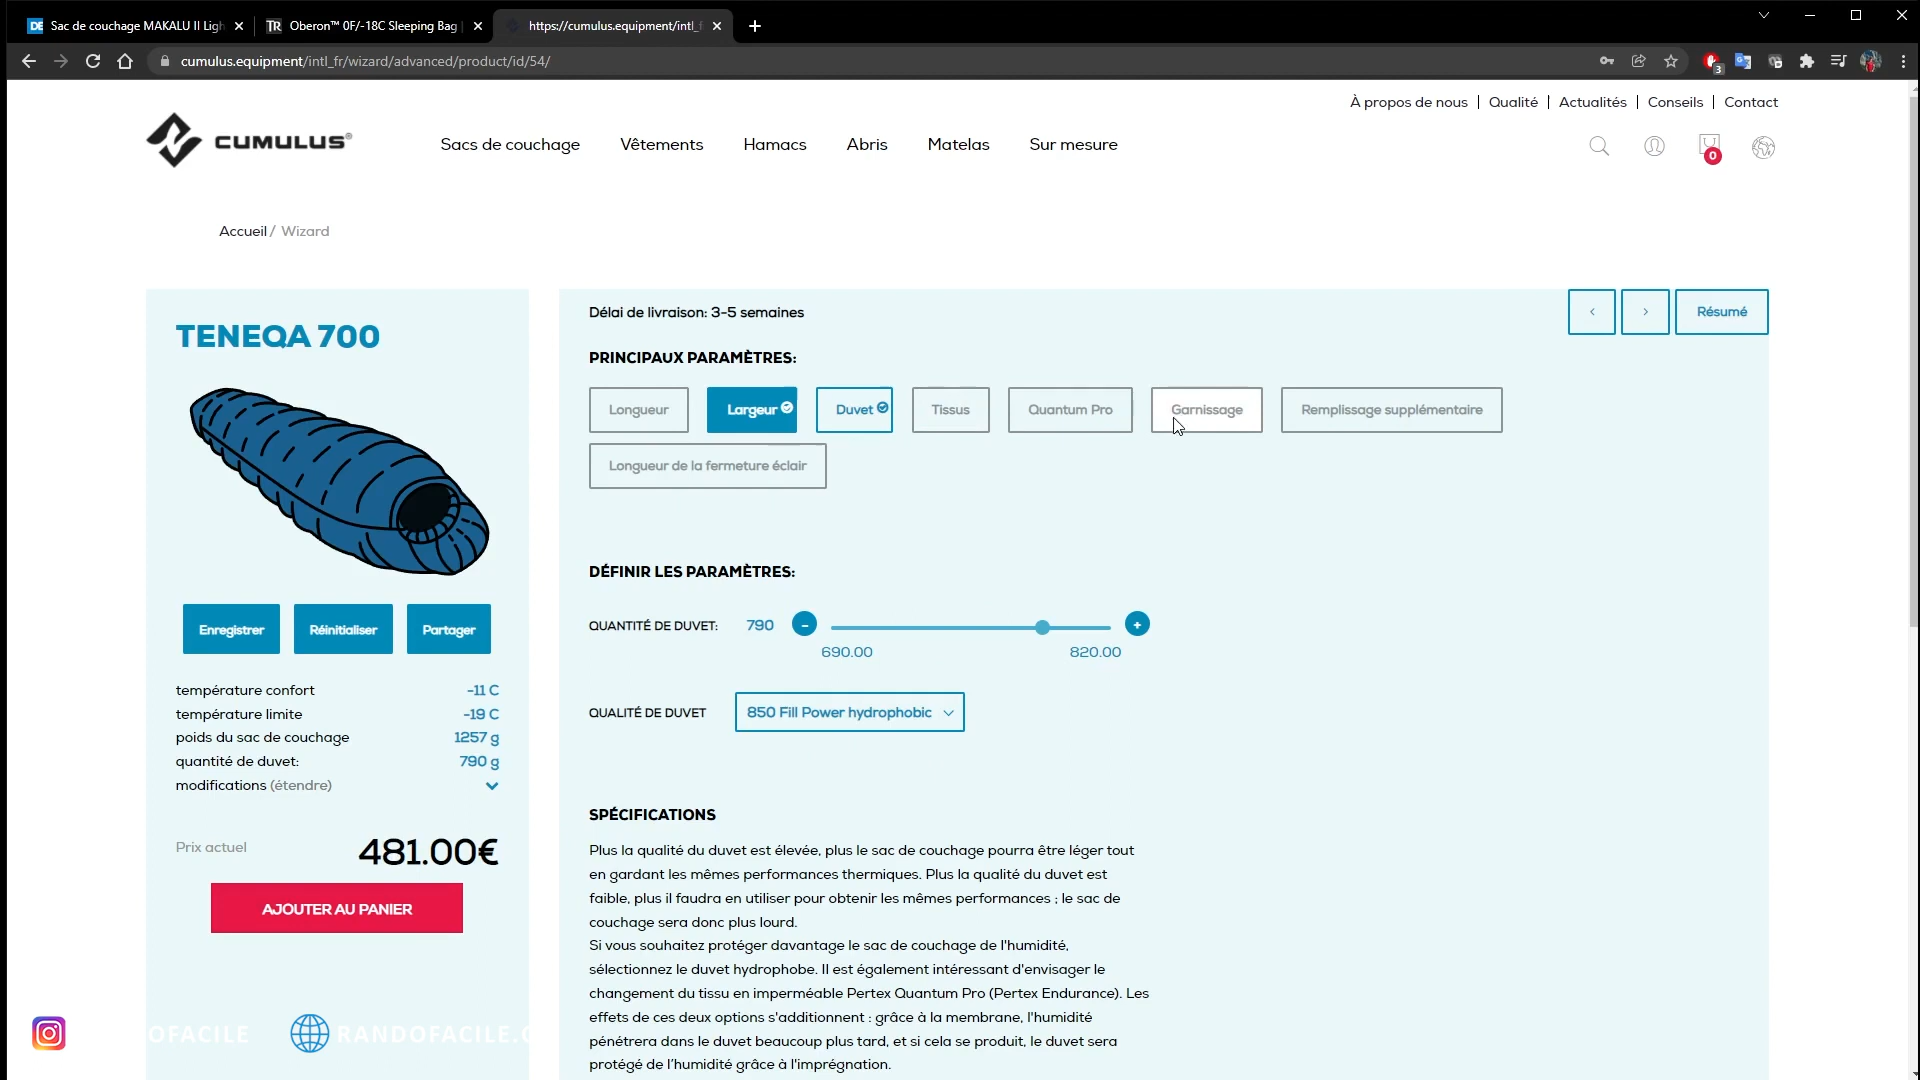 Sac de couchage MAKALU II Ligh
Oberon™ 0F/-18C Sleeping Bag |
https://cumulus.equipment/intl_f
cumulus.equipment/intl_fr/wizard/advanced/product/id/54/
3
À propos de nous | Qualité | Actualités | Conseils | Contact
CUMULUS®
Sacs de couchage Vêtements Hamacs Abris Matelas Sur mesure
0
Accueil / Wizard
TENEQA 700
Enregistrer Réinitialiser Partager
température confort -11 C
température limite -19 C
poids du sac de couchage 1257 g
quantité de duvet: 790 g
modifications (étendre)
Prix actuel 481.00€
AJOUTER AU PANIER
Délai de livraison: 3-5 semaines
< > Résumé
PRINCIPAUX PARAMÈTRES:
Longueur Largeur Duvet Tissus Quantum Pro Garnissage Remplissage supplémentaire
Longueur de la fermeture éclair
DÉFINIR LES PARAMÈTRES:
QUANTITÉ DE DUVET: 790 - +
690.00 820.00
QUALITÉ DE DUVET 850 Fill Power hydrophobic
SPÉCIFICATIONS
Plus la qualité du duvet est élevée, plus le sac de couchage pourra être léger tout
en gardant les mêmes performances thermiques. Plus la qualité du duvet est
faible, plus il faudra en utiliser pour obtenir les mêmes performances ; le sac de
couchage sera donc plus lourd.
Si vous souhaitez protéger davantage le sac de couchage de l'humidité,
sélectionnez le duvet hydrophobe. Il est également intéressant d'envisager le
changement du tissu en imperméable Pertex Quantum Pro (Pertex Endurance). Les
effets de ces deux options s'additionnent : grâce à la membrane, l'humidité
pénétrera dans le duvet beaucoup plus tard, et si cela se produit, le duvet sera
protégé de l'humidité grâce à l'imprégnation.
OFACILE RANDOFACILE.